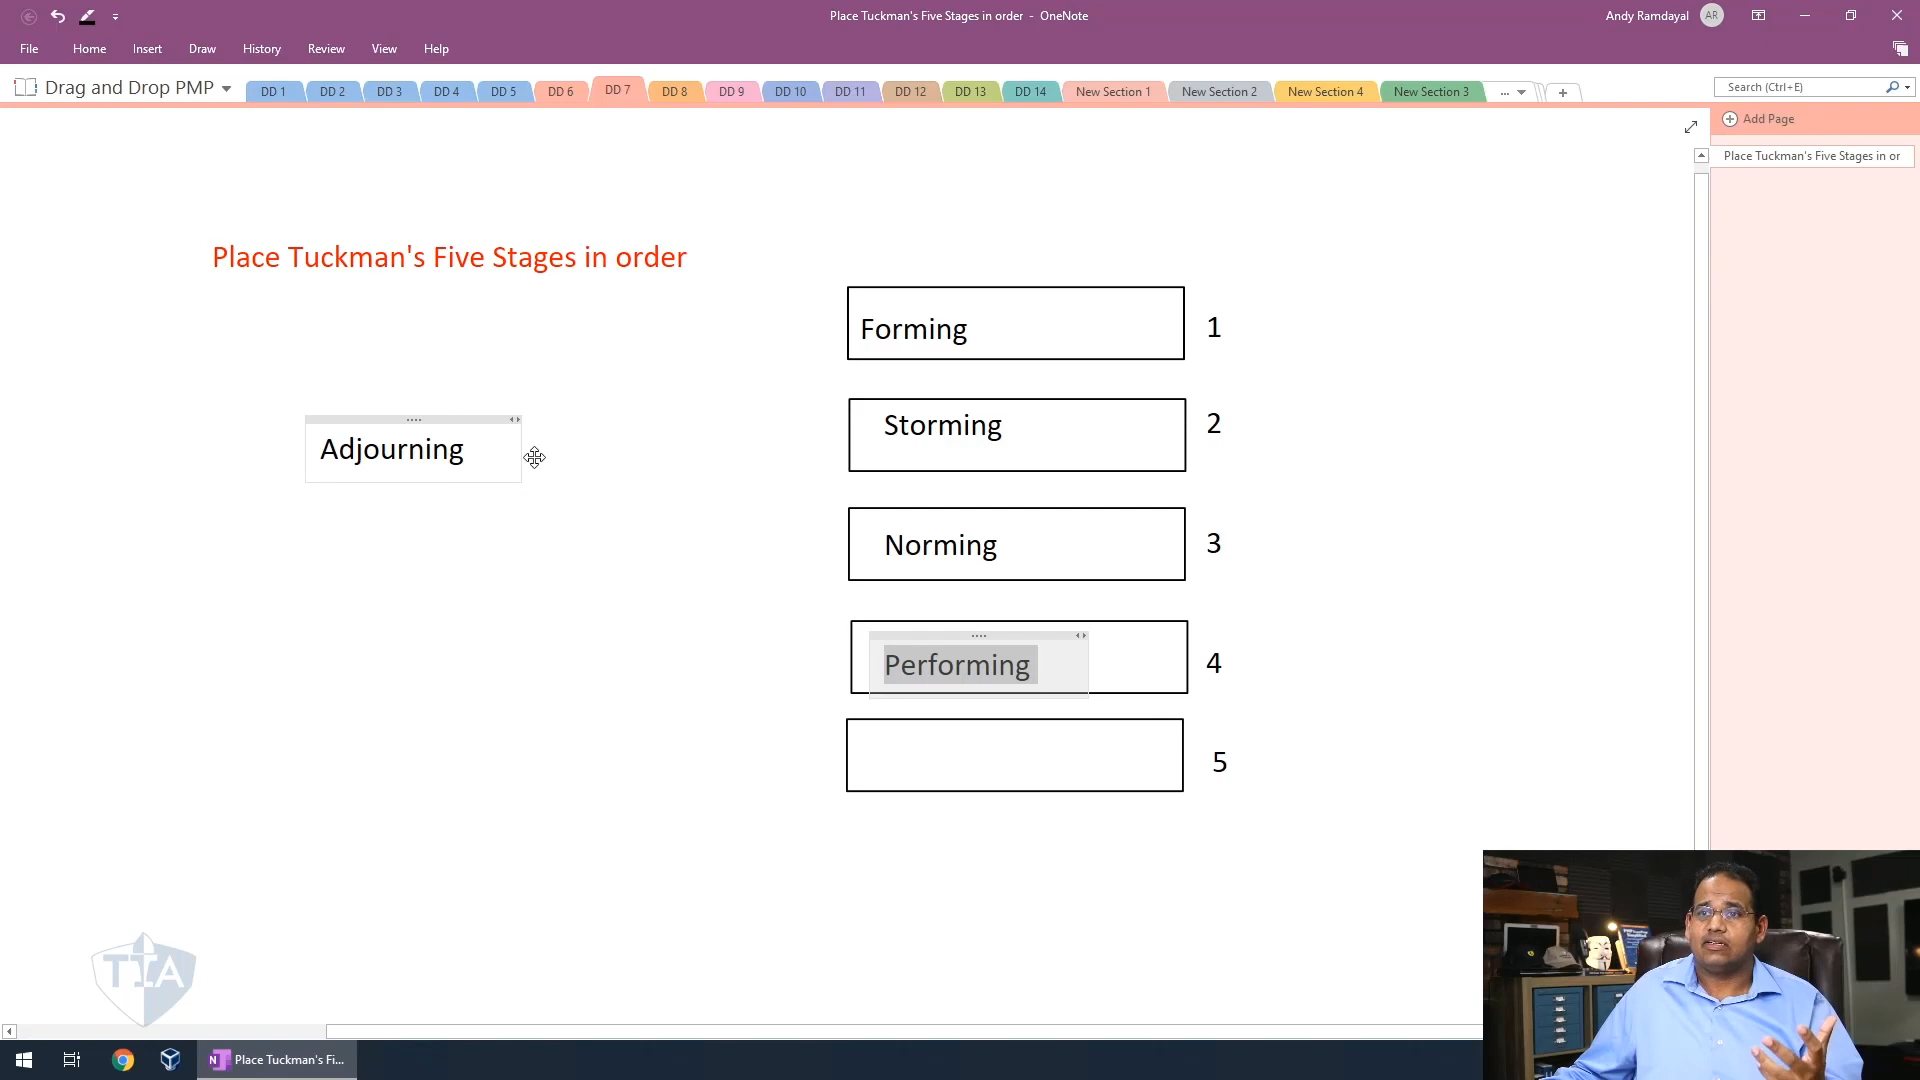 Place Tuckman's Five Stages in order - OneNote
Andy Ramdayal
AR
File Home Insert Draw History Review View Help
Drag and Drop PMP
DD 1 DD 2 DD 3 DD 4 DD 5 DD 6 DD 7 DD 8 DD 9 DD 10 DD 11 DD 12 DD 13 DD 14 New Section 1 New Section 2 New Section 4 New Section 3 ...
Search (Ctrl+E)
Add Page
Place Tuckman's Five Stages in or
Place Tuckman's Five Stages in order
Forming 1
Storming 2
Adjourning
Norming 3
Performing 4
5
TIA
Place Tuckman's Fi...